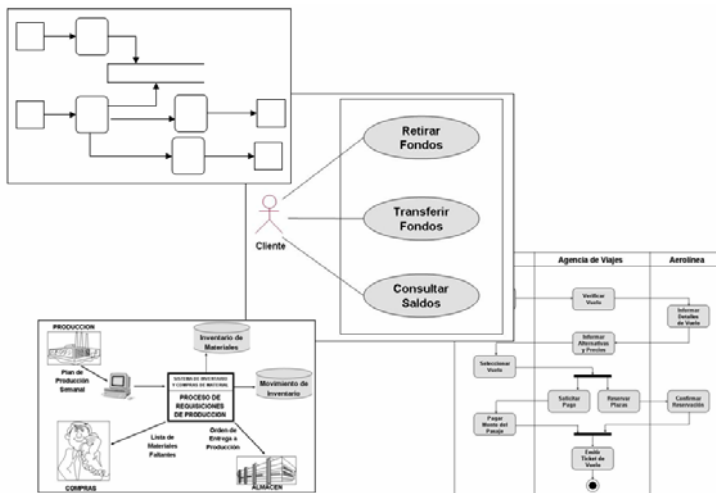 Retirar
Fondos
Transferir
Fondos
Consultar
Saldos
Cliente
Agencia de Viajes
Aerolínea
Verificar
Vuelo
Informar
Detalles
de Vuelo
Informar
Alternativas
y Precios
Seleccionar
Vuelo
Solicitar
Pago
Reservar
Plazas
Confirmar
Reservación
Pagar
Monto del
Pasaje
Emitir
Ticket de
Vuelo
PRODUCCION
Plan de
Producción
Semanal
Inventario de
Materiales
SISTEMA DE INVENTARIOS
Y COMPRAS DE MATERIAL
PROCESO DE
REQUISICIONES
DE PRODUCCION
Movimiento de
Inventario
Lista de
Materiales
Faltantes
Orden de
Entrega a
Producción
COMPRAS
ALMACEN